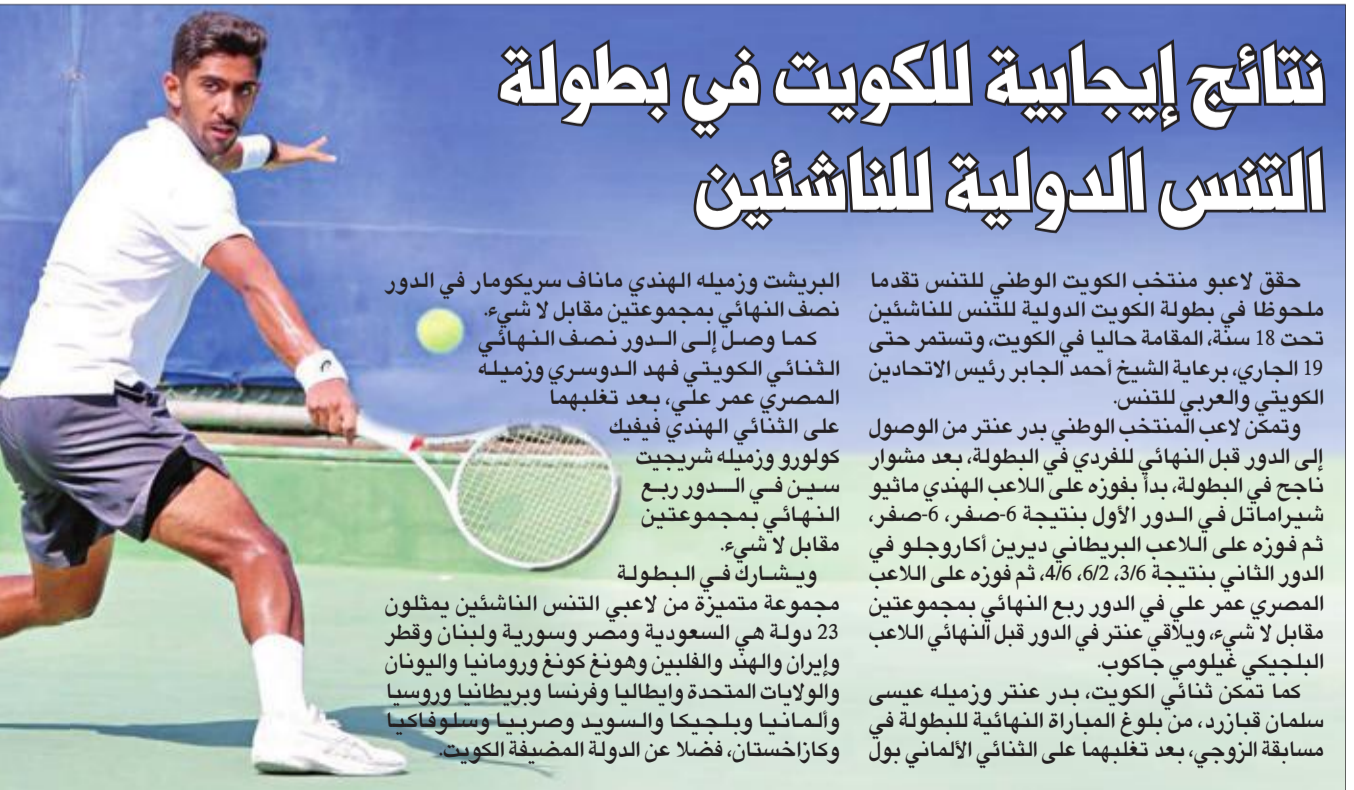 نتائج إيجابية للكويت في بطولة
التنس الدولية للناشئين
حقق لاعبو منتخب الكويت الوطني للتنس تقدما
ملحوظا في بطولة الكويت الدولية للتنس للناشئين
تحت 18 سنة، المقامة حاليا في الكويت، وتستمر حتى
19 الجاري، برعاية الشيخ أحمد الجابر رئيس الاتحادين
الكويتي والعربي للتنس.
وتمكن لاعب المنتخب الوطني بدر عنتر من الوصول
إلى الدور قبل النهائي للفردي في البطولة، بعد مشوار
ناجح في البطولة، بدأ بفوزه على اللاعب الهندي ماثيو
شيراماتل في الدور الأول بنتيجة 6-صفر، 6-صفر،
ثم فوزه على اللاعب البريطاني ديرين أكاروجلو في
الدور الثاني بنتيجة 3/6، 6/2، 4/6، ثم فوزه على اللاعب
المصري عمر علي في الدور ربع النهائي بمجموعتين
مقابل لا شيء، ويلاقي عنتر في الدور قبل النهائي اللاعب
البلجيكي غيلومي جاكوب.
كما تمكن ثنائي الكويت، بدر عنتر وزميله عيسى
سلمان قبازرد، من بلوغ المباراة النهائية للبطولة في
مسابقة الزوجي، بعد تغلبهما على الثنائي الألماني بول
البريشت وزميله الهندي ماناف سريكومار في الدور
نصف النهائي بمجموعتين مقابل لا شيء.
كما وصل إلى الدور نصف النهائي
الثنائي الكويتي فهد الدوسري وزميله
المصري عمر علي، بعد تغلبهما
على الثنائي الهندي فيفيك
كولورو وزميله شريجيت
سين في الدور ربع
النهائي بمجموعتين
مقابل لا شيء.
ويشارك في البطولة
مجموعة متميزة من لاعبي التنس الناشئين يمثلون
23 دولة هي السعودية ومصر وسورية ولبنان وقطر
وإيران والهند والفلبين وهونغ كونغ ورومانيا واليونان
والولايات المتحدة وايطاليا وفرنسا وبريطانيا وروسيا
وألمانيا وبلجيكا والسويد وصربيا وسلوفاكيا
وكازاخستان، فضلا عن الدولة المضيفة الكويت.